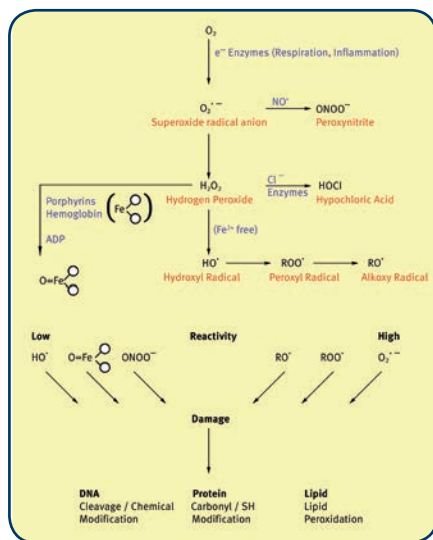 O₂
e⁻ Enzymes (Respiration, Inflammation)
O₂·⁻ NO· ONOO⁻
Superoxide radical anion Peroxynitrite
H₂O₂ Cl⁻ HOCl
Hydrogen Peroxide Enzymes Hypochloric Acid
Porphyrins
Hemoglobin (Fe)
ADP
(Fe²⁺ free)
HO· ROO· RO·
Hydroxyl Radical Peroxyl Radical Alkoxy Radical
O=Fe
Low Reactivity High
HO· O=Fe ONOO⁻ RO· ROO· O₂·⁻
Damage
DNA Protein Lipid
Cleavage / Chemical Carbonyl / SH Lipid
Modification Modification Peroxidation